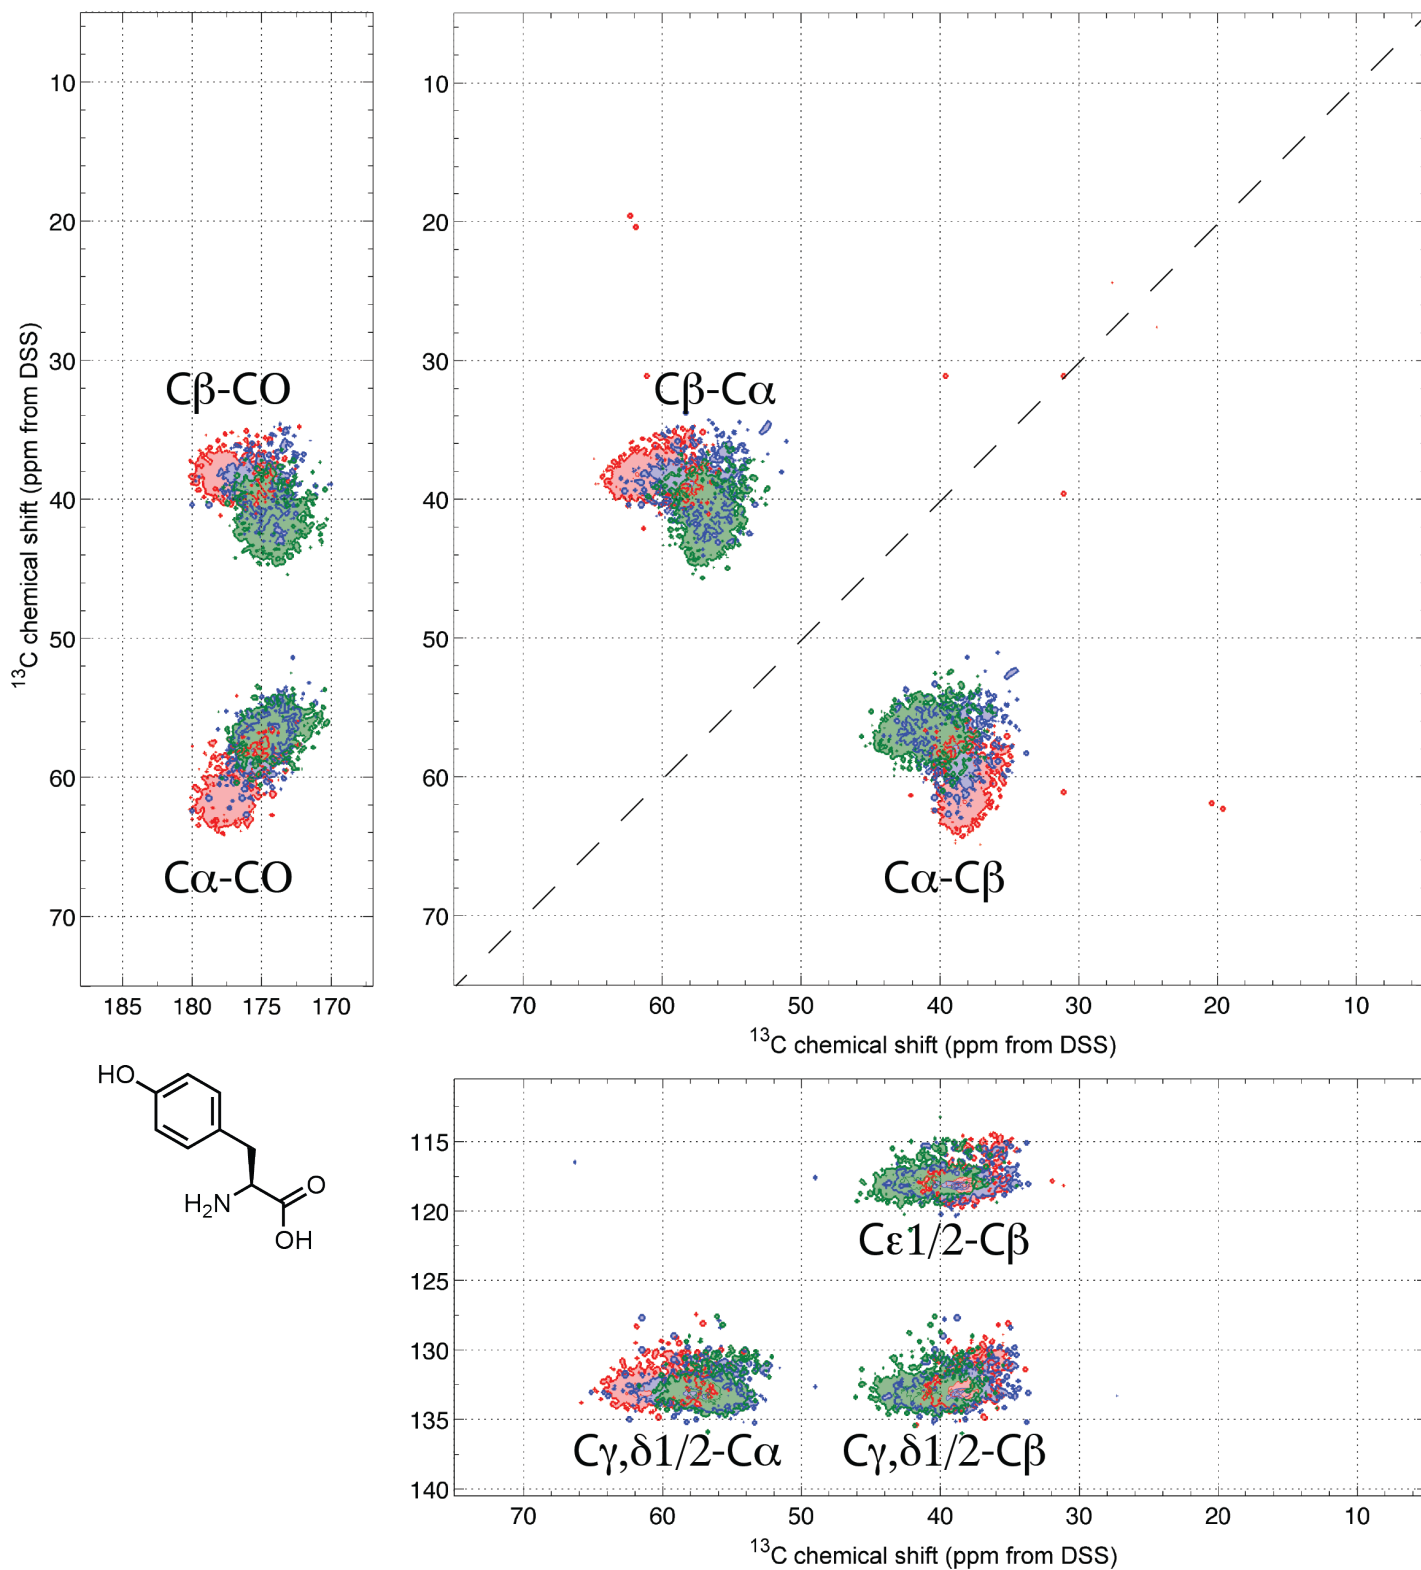 ¹³C chemical shift (ppm from DSS)
10
20
30
40
50
60
70
Cβ-CO
Cα-CO
185 180 175 170
10
20
30
40
50
60
70
Cβ-Cα
Cα-Cβ
70 60 50 40 30 20 10
¹³C chemical shift (ppm from DSS)
HO
H₂N
O
OH
115
120
125
130
135
140
Cε1/2-Cβ
Cγ,δ1/2-Cα Cγ,δ1/2-Cβ
70 60 50 40 30 20 10
¹³C chemical shift (ppm from DSS)